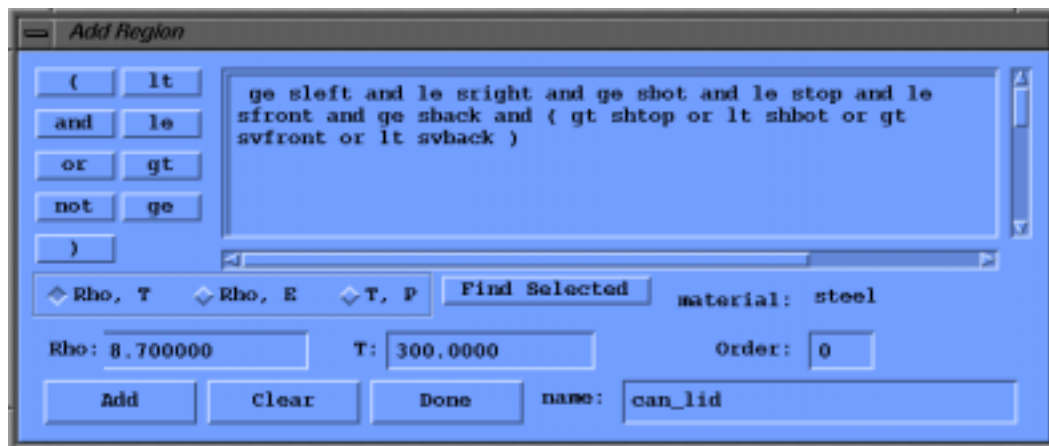 Add Region
( lt
and le
or gt
not ge
)
ge sleft and le sright and ge sbot and le stop and le
sfront and ge sback and ( gt shtop or lt shbot or gt
svfront or lt svback )
Rho, T Rho, E T, P Find Selected material: steel
Rho: 8.700000 T: 300.0000 Order: 0
Add Clear Done name: can_lid